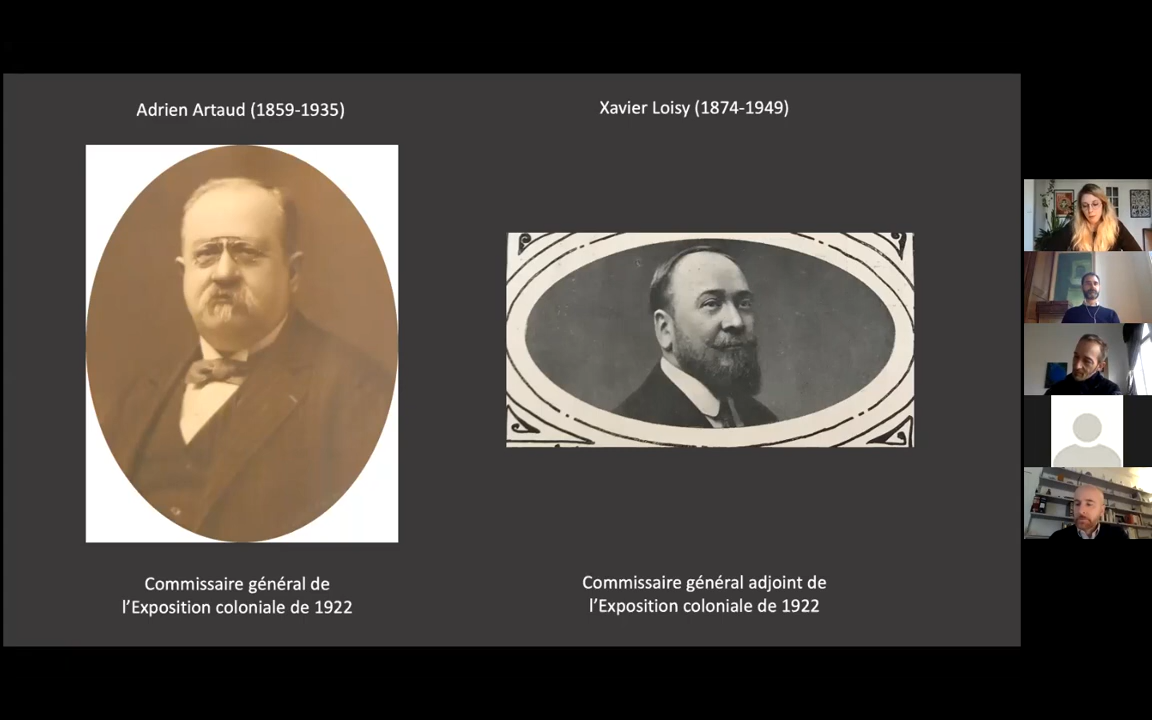 Adrien Artaud (1859-1935)
Xavier Loisy (1874-1949)
Commissaire général de
l’Exposition coloniale de 1922
Commissaire général adjoint de
l’Exposition coloniale de 1922